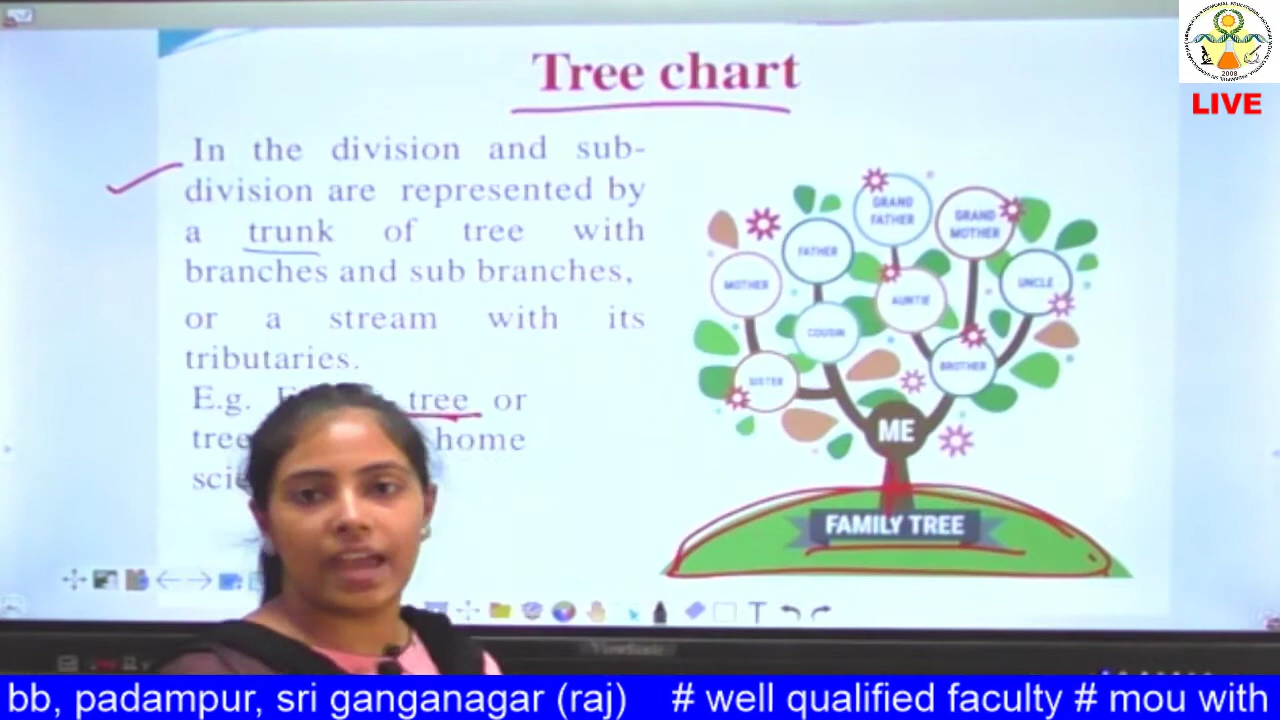 Tree chart
In the division and sub-
division are represented by
a trunk of tree with
branches and sub branches,
or a stream with its
tributaries.
E.g. tree or
tree home
GRAND
FATHER
GRAND
MOTHER
FATHER
MOTHER
AUNTIE
UNCLE
COUSIN
SISTER
BROTHER
ME
FAMILY TREE
ViewSonic
2008
LIVE
bb, padampur, sri ganganagar (raj) # well qualified faculty # mou with